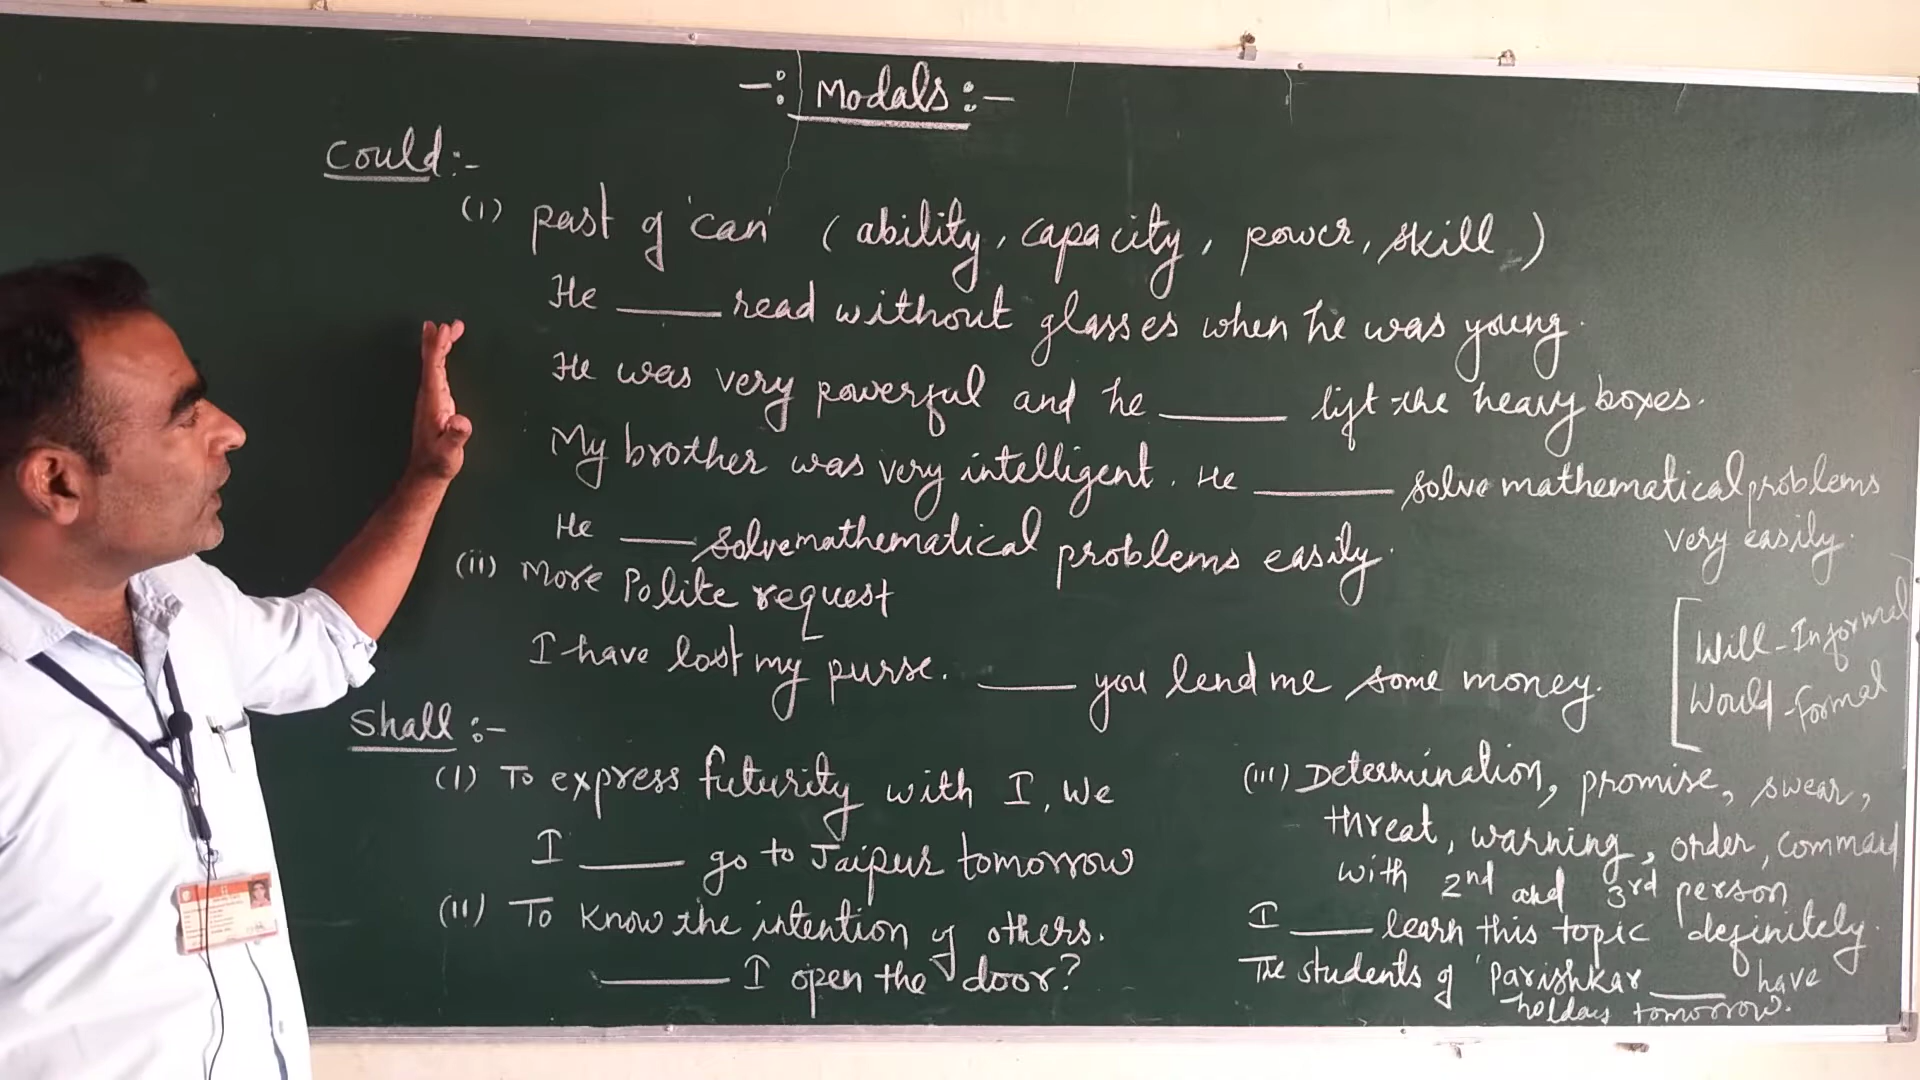 -: Modals :-
Could :-
(i) past of 'can' (ability, capacity, power, skill)
He ____ read without glasses when he was young.
He was very powerful and he ____ lift the heavy boxes.
My brother was very intelligent. He ____ solve mathematical problems
very easily.
He ____ solve mathematical problems easily.
(ii) More Polite request
I have lost my purse. ____ you lend me some money.
Will - Informal
Would - formal
Shall :-
(I) To express futurity with I, We
I ____ go to Jaipur tomorrow
(II) To know the intention of others.
____ I open the door?
(III) Determination, promise, swear,
threat, warning, order, command
with 2nd and 3rd person
I ____ learn this topic definitely.
The students of 'Parishkar ____ have
holdays tomorrow.